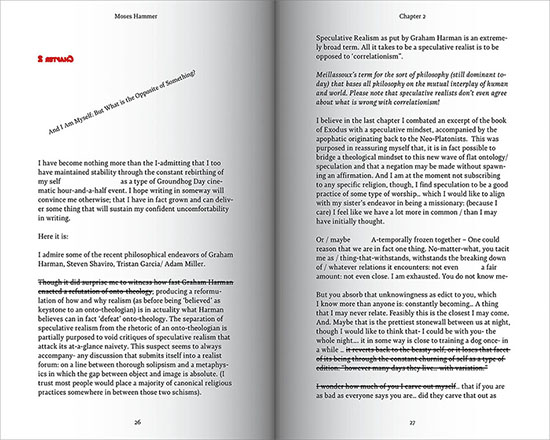 Moses Hammer
CHAPTER 2
And I Am Myself; But What is the Opposite of Something?
I have become nothing more than the I-admitting that I too
have maintained stability through the constant rebirthing of
my self as a type of Groundhog Day cine-
matic hour-and-a-half event. I hope writing in someway will
convince me otherwise; that I have in fact grown and can deliv-
er some thing that will sustain my confident uncomfortability
in writing.
Here it is:
I admire some of the recent philosophical endeavors of Graham
Harman, Steven Shaviro, Tristan Garcia/ Adam Miller.
Though it did surprise me to witness how fast Graham Harman
enacted a refutation of onto-theology, producing a reformu-
lation of how and why realism (as before being 'believed' as
keystone to an onto-theologian) is in actuality what Harman
believes can in fact 'defeat' onto-theology. The separation of
speculative realism from the rhetoric of an onto-theologian is
partially purposed to void critiques of speculative realism that
attack its at-a-glance naivety. This suspect seems to always
accompany- any discussion that submits itself into a realist
forum: on a line between thorough solipsism and a metaphys-
ics in which the gap between object and image is absolute. (I
trust most people would place a majority of canonical religious
practices somewhere in between those two schisms).
26
Chapter 2
Speculative Realism as put by Graham Harman is an extreme-
ly broad term. All it takes to be a speculative realist is to be
opposed to 'correlationism".
Meillassoux's term for the sort of philosophy (still dominant to-
day) that bases all philosophy on the mutual interplay of human
and world. Please note that speculative realists don't even agree
about what is wrong with correlationism!
I believe in the last chapter I combated an excerpt of the book
of Exodus with a speculative mindset, accompanied by the
apophatic originating back to the Neo-Platonists. This was
purposed in reassuring myself that, it is in fact possible to
bridge a theological mindset to this new wave of flat ontology/
speculation and that a negation may be made without spawn-
ing an affirmation. And I am at the moment not subscribing
to any specific religion, though, I find speculation to be a good
practice of some type of worship.. which I would like to align
with my sister's endeavor in being a missionary: (because I
care) I feel like we have a lot more in common / than I may
have initially thought.
Or / maybe A-temporally frozen together – One could
reason that we are in fact one thing. No-matter-what, you tacit
me as / thing-that-withstands, withstands the breaking down
of / whatever relations it encounters: not even a fair
amount: not even close. I am exhausted. You do not know me-
But you absorb that unknowingness as edict to you, which
I know more than anyone is: constantly becoming.. A thing
that I may never relate. Feasibly this is the closest I may come.
And. Maybe that is the prettiest stonewall between us at night,
though I would like to think that- I could be with you- the
whole night.... it in some way is close to training a dog once- in
a while .. it reverts back to the beasty self, or it loses that facet
of its being through the constant churning of self as a type of
edition: "however many days they live.. with variation."
I wonder how much of you I carve out myself.. that if you are
as bad as everyone says you are.. did they carve that out as
27